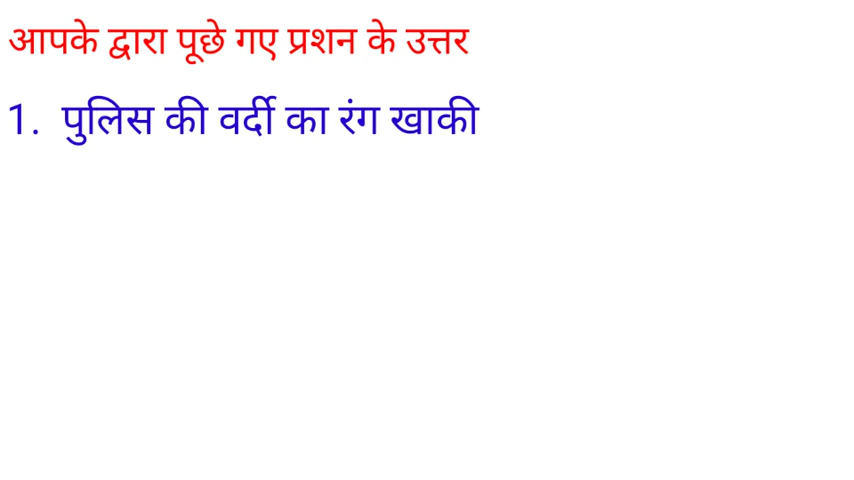 आपके द्वारा पूछे गए प्रशन के उत्तर
1. पुलिस की वर्दी का रंग खाकी